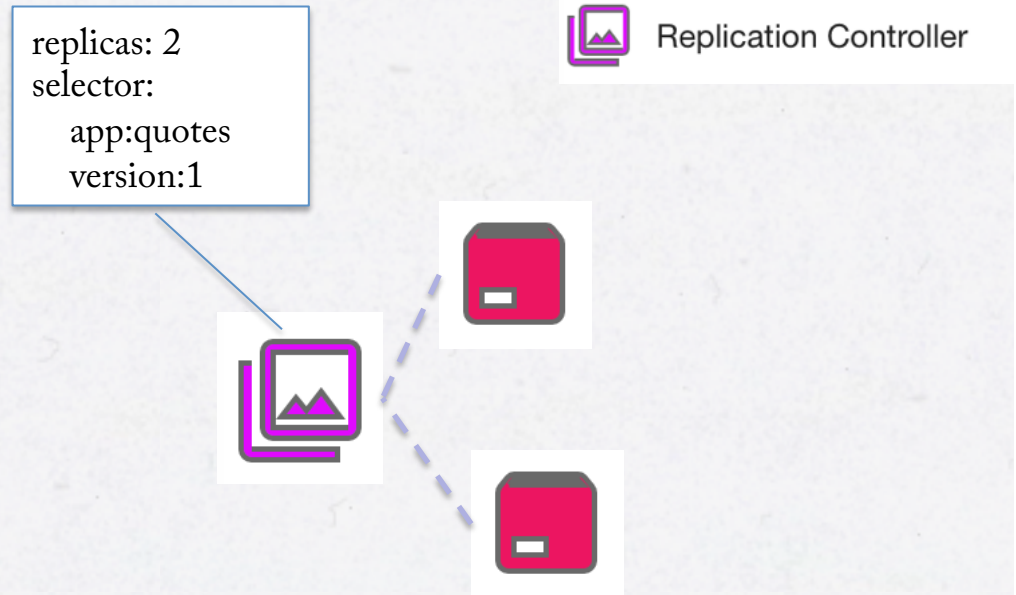 replicas: 2
selector:
app:quotes
version:1
Replication Controller